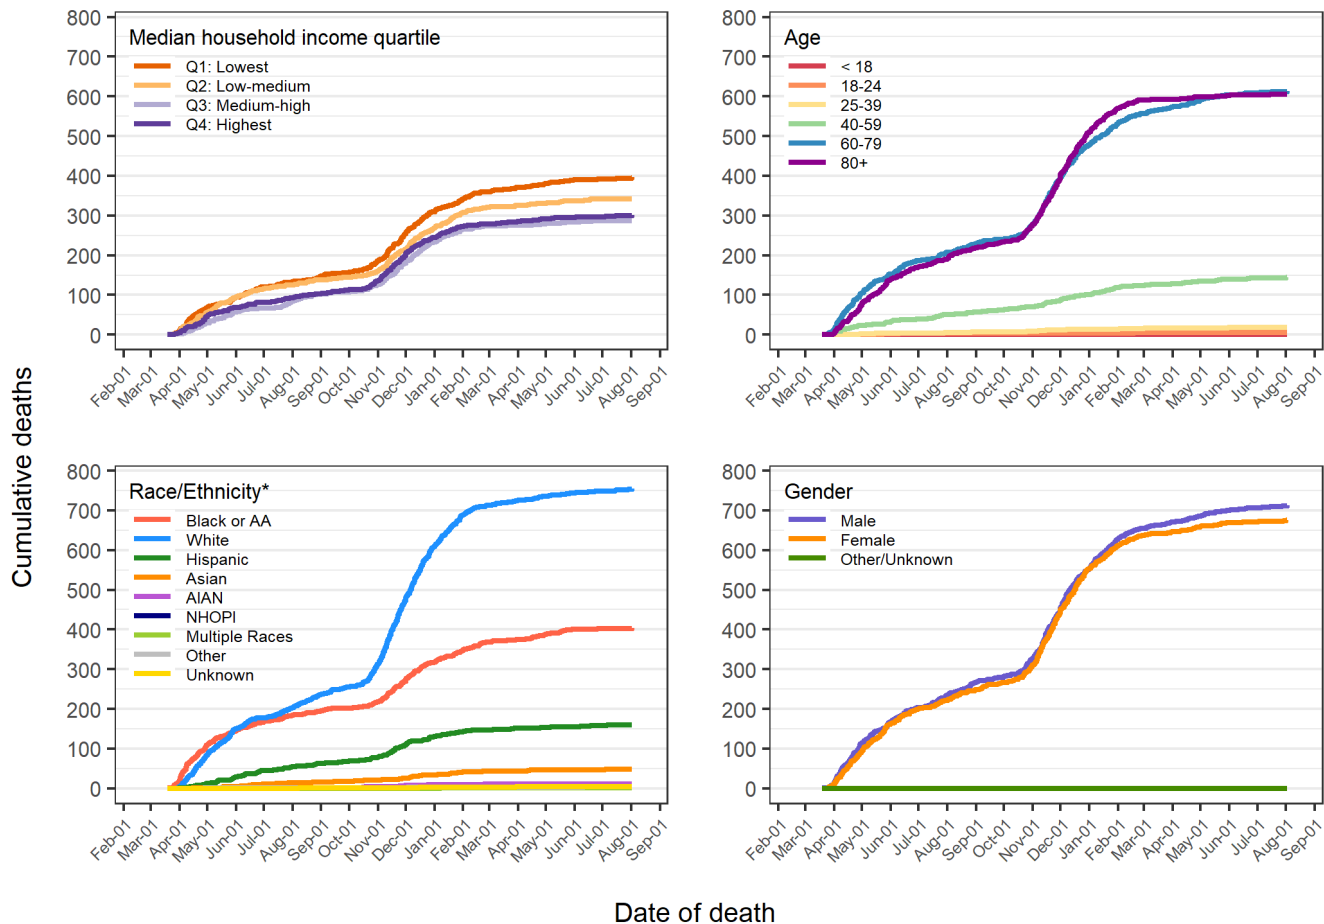 Cumulative deaths
800
700
600
500
400
300
200
100
0
Median household income quartile
Q1: Lowest
Q2: Low-medium
Q3: Medium-high
Q4: Highest
Feb-01 Mar-01 Apr-01 May-01 Jun-01 Jul-01 Aug-01 Sep-01 Oct-01 Nov-01 Dec-01 Jan-01 Feb-01 Mar-01 Apr-01 May-01 Jun-01 Jul-01 Aug-01 Sep-01
800
700
600
500
400
300
200
100
0
Age
< 18
18-24
25-39
40-59
60-79
80+
Feb-01 Mar-01 Apr-01 May-01 Jun-01 Jul-01 Aug-01 Sep-01 Oct-01 Nov-01 Dec-01 Jan-01 Feb-01 Mar-01 Apr-01 May-01 Jun-01 Jul-01 Aug-01 Sep-01
800
700
600
500
400
300
200
100
0
Race/Ethnicity*
Black or AA
White
Hispanic
Asian
AIAN
NHOPI
Multiple Races
Other
Unknown
Feb-01 Mar-01 Apr-01 May-01 Jun-01 Jul-01 Aug-01 Sep-01 Oct-01 Nov-01 Dec-01 Jan-01 Feb-01 Mar-01 Apr-01 May-01 Jun-01 Jul-01 Aug-01 Sep-01
800
700
600
500
400
300
200
100
0
Gender
Male
Female
Other/Unknown
Feb-01 Mar-01 Apr-01 May-01 Jun-01 Jul-01 Aug-01 Sep-01 Oct-01 Nov-01 Dec-01 Jan-01 Feb-01 Mar-01 Apr-01 May-01 Jun-01 Jul-01 Aug-01 Sep-01
Date of death